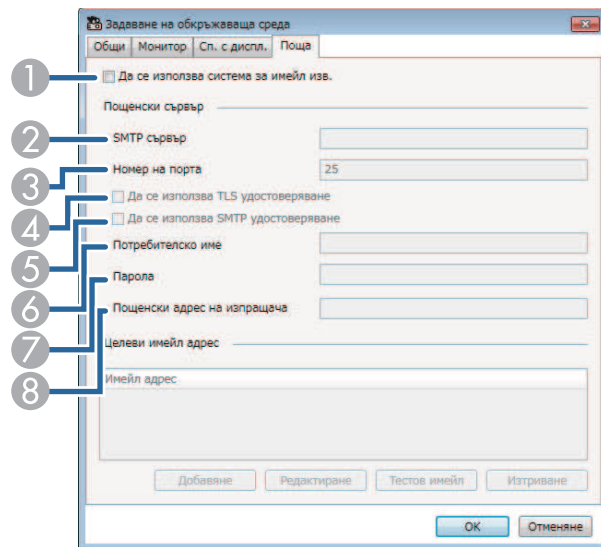 Задаване на обкръжаваща среда
Общи Монитор Сп. с диспл. Поща
1 Да се използва система за имейл изв.
Пощенски сървър
2 SMTP сървър
3 Номер на порта 25
4 Да се използва TLS удостоверяване
5 Да се използва SMTP удостоверяване
6 Потребителско име
7 Парола
8 Пощенски адрес на изпращача
Целеви имейл адрес
Имейл адрес
Добавяне Редактиране Тестов имейл Изтриване
OK Отменяне